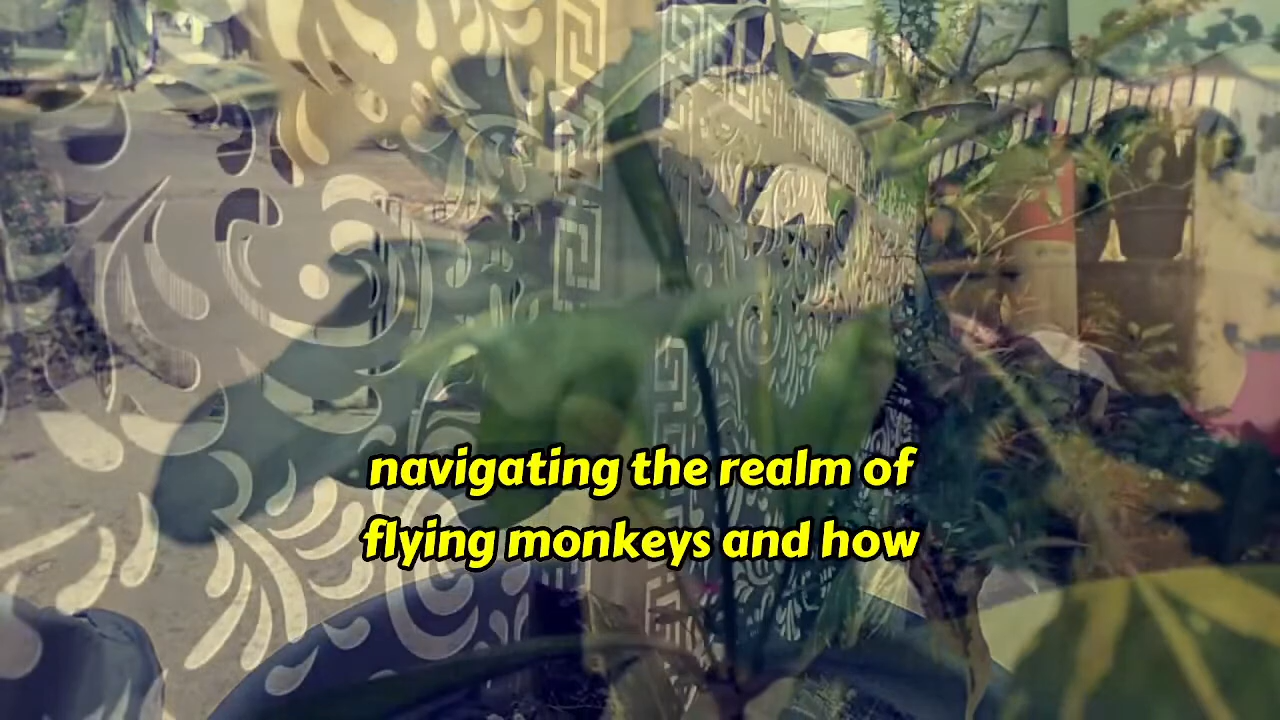 navigating the realm of
flying monkeys and how